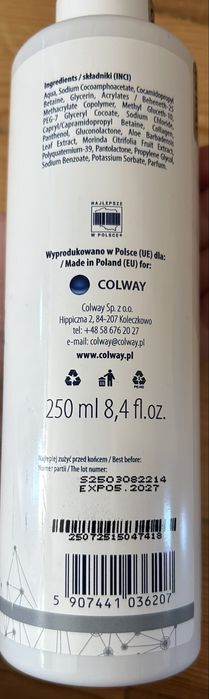 Ingredients / składniki (INCI)
Aqua, Sodium Cocoamphoacetate, Cocamidopropyl
Betaine, Glycerin, Acrylates / Beheneth-25
Methacrylate Copolymer, Methyl Gluceth-10,
PEG-7 Glyceryl Cocoate, Sodium Chloride,
Capryl/Capramidopropyl Betaine, Collagen,
Panthenol, Gluconolactone, Aloe Barbadensis
Leaf Extract, Morinda Citrifolia Fruit Extract,
Polyquaternium-39, Pantolactone, Propylene Glycol,
Sodium Benzoate, Potassium Sorbate, Parfum.
NAJLEPSZE
W POLSCE+
Wyprodukowano w Polsce (UE) dla:
/ Made in Poland (EU) for:
COLWAY
Colway Sp. z o.o.
Hippiczna 2, 84-207 Koleczkowo
tel: +48 58 676 20 27
e-mail: colway@colway.pl
www.colway.pl
250 ml 8,4 fl.oz.
Najlepiej zużyć przed końcem / Best before:
Numer partii / The lot numer:
S2503082214
EXP05.2027
25072515047418
5 907441 036207